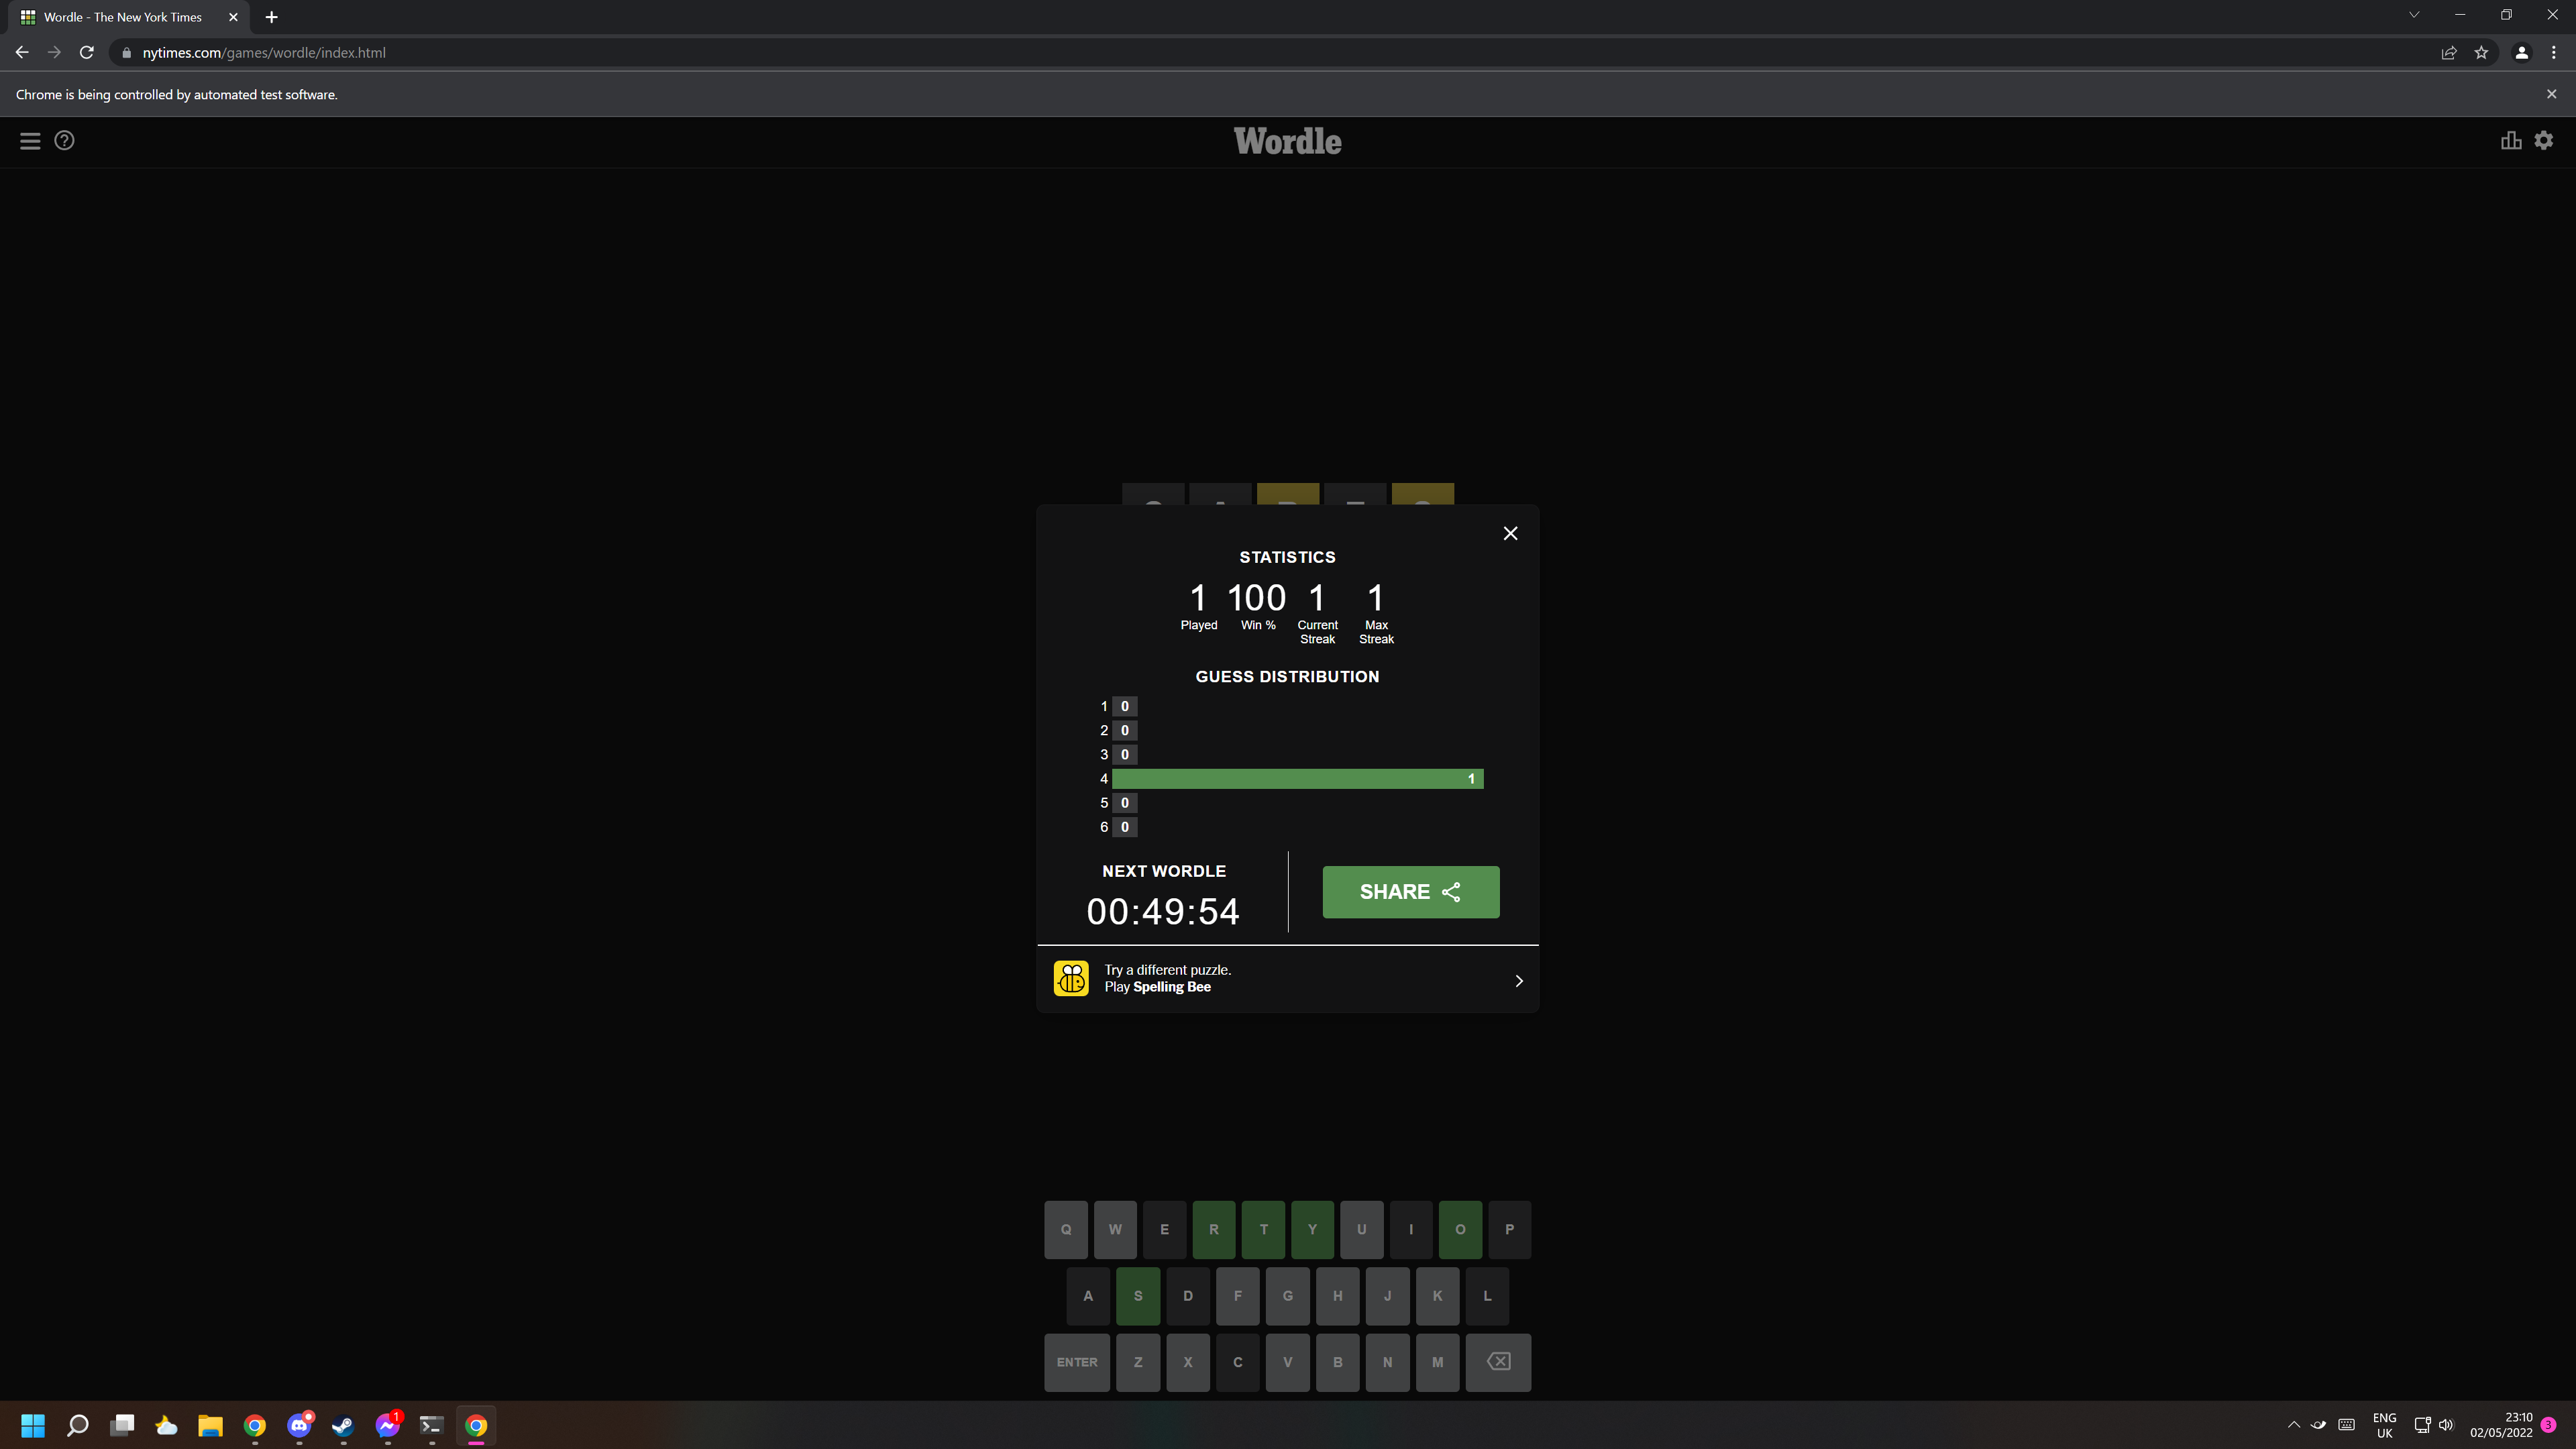 Wordle - The New York Times
nytimes.com/games/wordle/index.html
Chrome is being controlled by automated test software.
Wordle
STATISTICS
1 100 1 1
Played Win % Current Streak Max Streak
GUESS DISTRIBUTION
1 0
2 0
3 0
4 1
5 0
6 0
NEXT WORDLE
00:49:54
SHARE
Try a different puzzle.
Play Spelling Bee
Q W E R T Y U I O P
A S D F G H J K L
ENTER Z X C V B N M
1
ENG
UK
23:10
02/05/2022
3